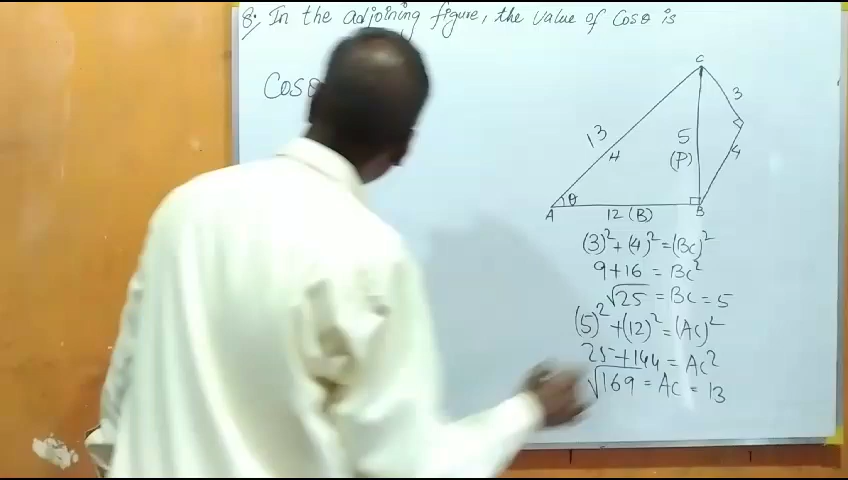 8. In the adjoining figure, the value of Cosθ is
Cosθ
C
3
13
H
5
(P)
4
A
θ
12 (B)
B
(3)² + (4)² = (BC)²
9+16 = BC²
√25 = BC = 5
(5)² + (12)² = (AC)²
25 + 144 = AC²
√169 = AC = 13